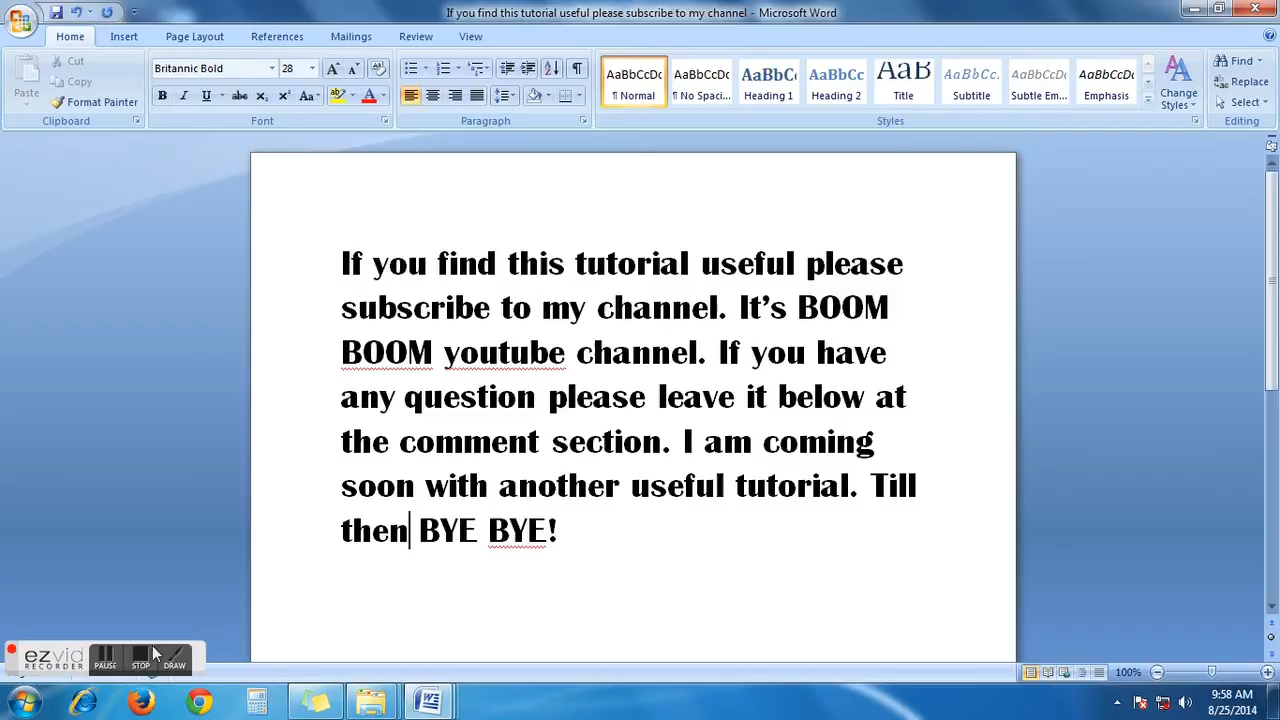 If you find this tutorial useful please subscribe to my channel - Microsoft Word
Home Insert Page Layout References Mailings Review View
Cut
Copy
Paste
Format Painter
Clipboard
Britannic Bold 28
Font
Paragraph
AaBbCcDc AaBbCcDc AaBbC AaBbCc AaB AaBbCc. AaBbCcDc AaBbCcDc
¶ Normal ¶ No Spaci... Heading 1 Heading 2 Title Subtitle Subtle Em... Emphasis
Styles
Change
Styles
Find
Replace
Select
Editing
If you find this tutorial useful please
subscribe to my channel. It’s BOOM
BOOM youtube channel. If you have
any question please leave it below at
the comment section. I am coming
soon with another useful tutorial. Till
then BYE BYE!
ezvid
RECORDER
PAUSE STOP DRAW
100%
9:58 AM
8/25/2014